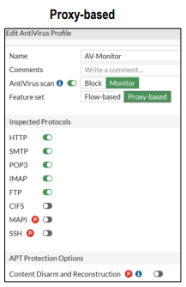 Proxy-based
Edit AntiVirus Profile
Name AV-Monitor
Comments Write a comment...
AntiVirus scan Block Monitor
Feature set Flow-based Proxy-based
Inspected Protocols
HTTP
SMTP
POP3
IMAP
FTP
CIFS
MAPI P
SSH P
APT Protection Options
Content Disarm and Reconstruction P